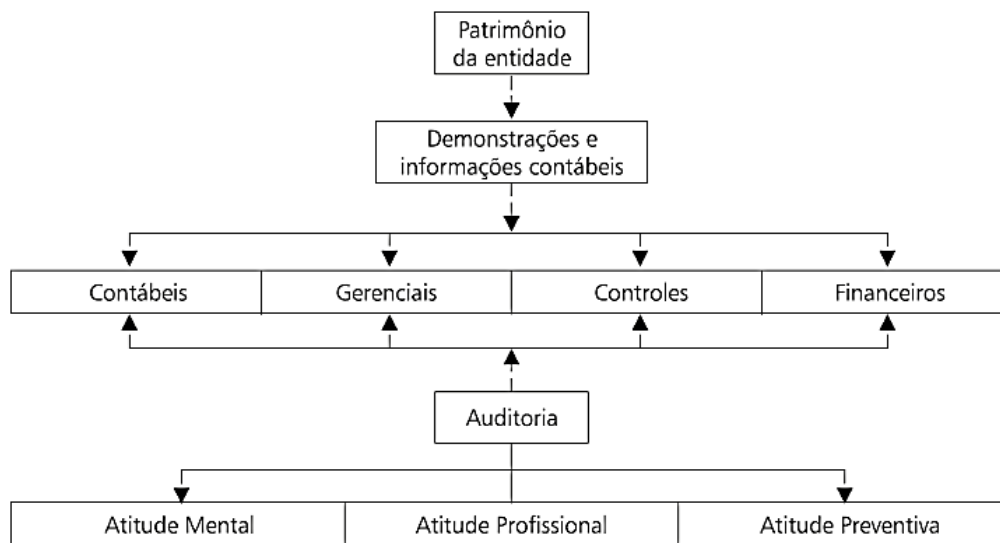 Patrimônio
da entidade
Demonstrações e
informações contábeis
Contábeis
Gerenciais
Controles
Financeiros
Auditoria
Atitude Mental
Atitude Profissional
Atitude Preventiva